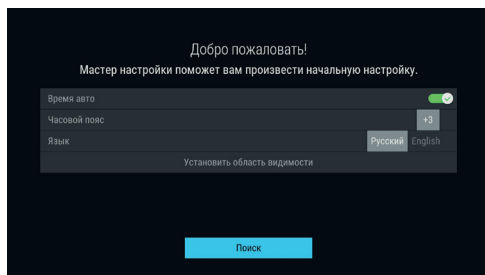 Добро пожаловать!
Мастер настройки поможет вам произвести начальную настройку.
Время авто
Часовой пояс +3
Язык Русский English
Установить область видимости
Поиск